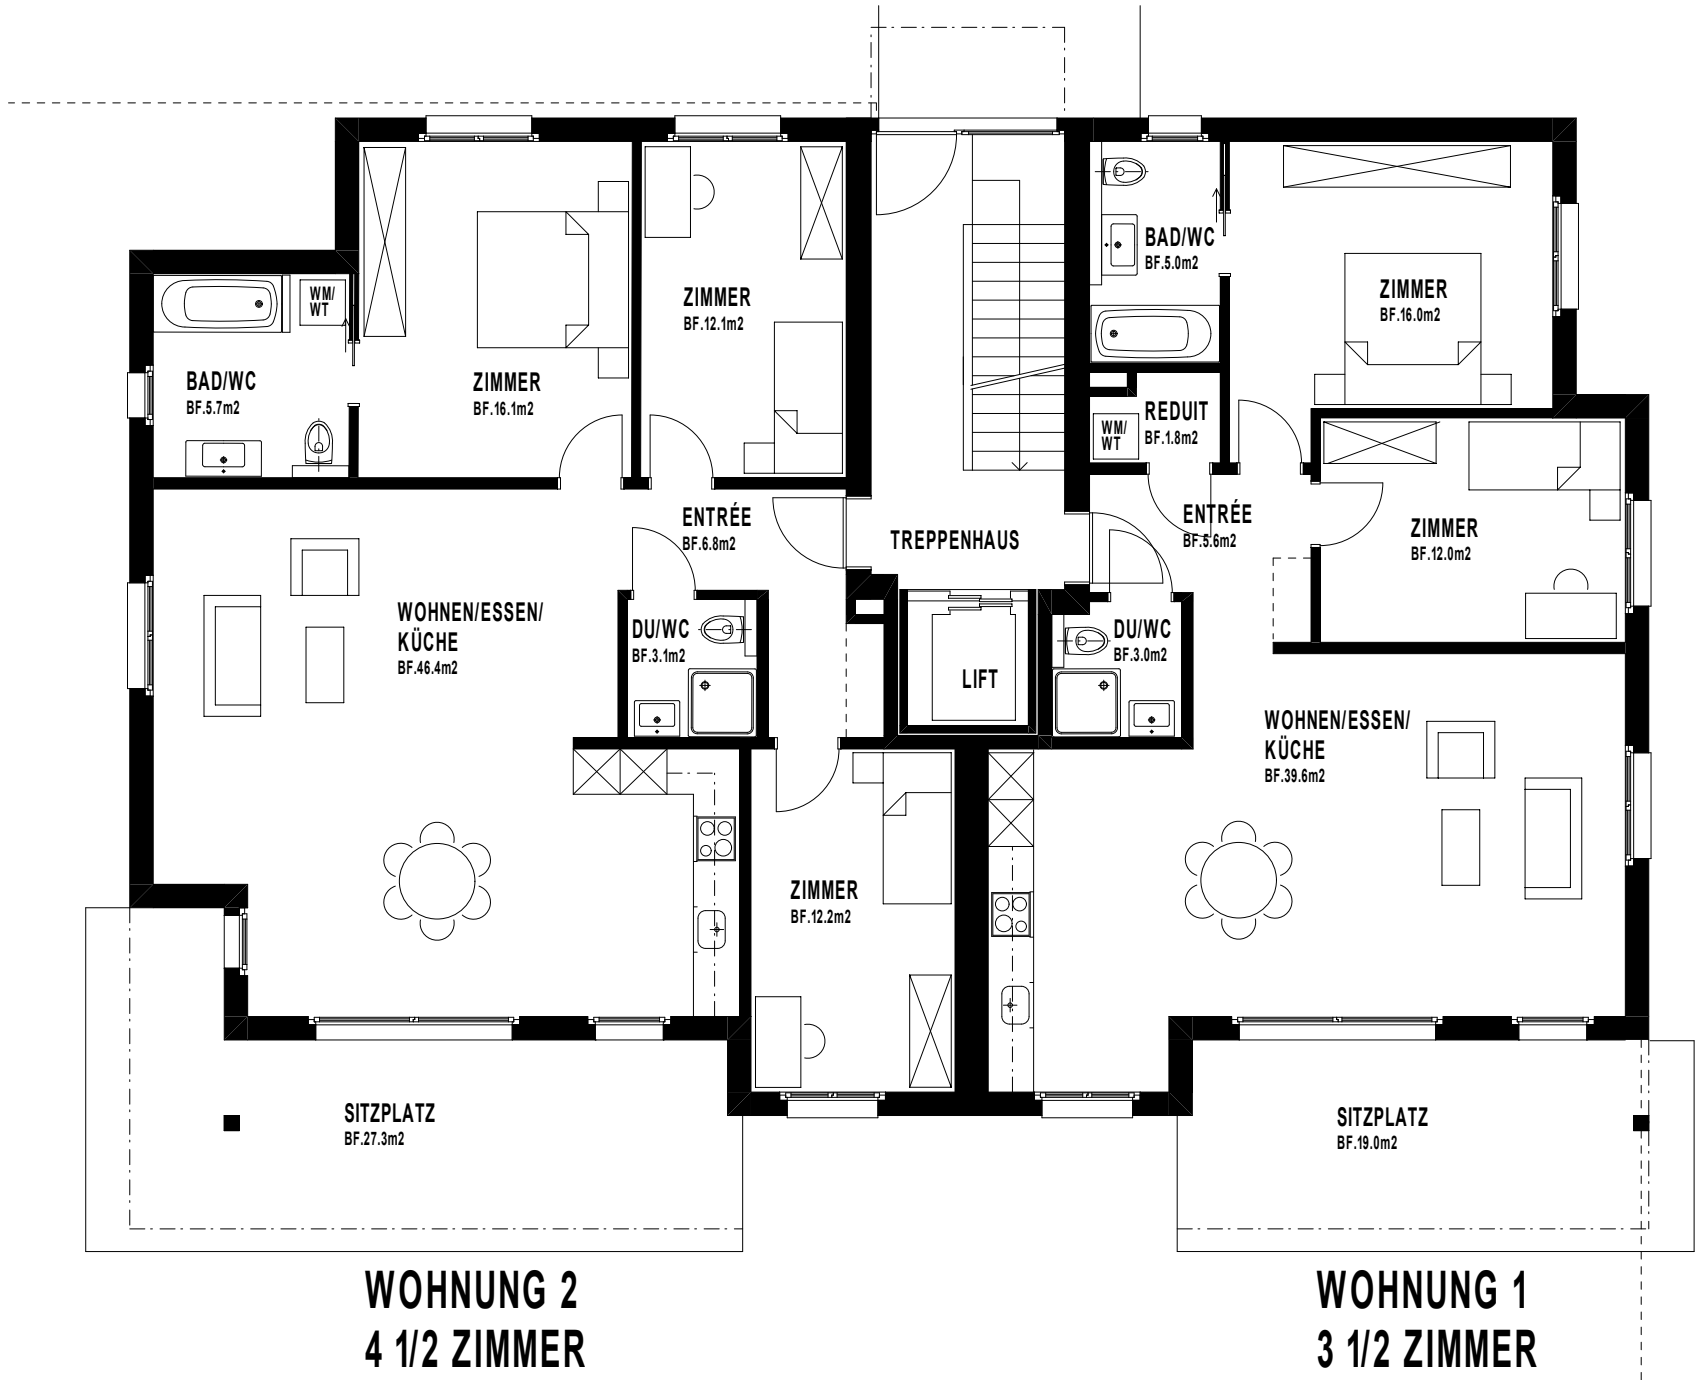 BAD/WC
BF.5.0m2
ZIMMER
BF.16.0m2
ZIMMER
BF.12.1m2
WM/
WT
BAD/WC
BF.5.7m2
ZIMMER
BF.16.1m2
REDUIT
BF.1.8m2
WM/
WT
ENTRÉE
BF.6.8m2
TREPPENHAUS
ENTRÉE
BF.5.6m2
ZIMMER
BF.12.0m2
WOHNEN/ESSEN/
KÜCHE
BF.46.4m2
DU/WC
BF.3.1m2
LIFT
DU/WC
BF.3.0m2
WOHNEN/ESSEN/
KÜCHE
BF.39.6m2
ZIMMER
BF.12.2m2
SITZPLATZ
BF.27.3m2
SITZPLATZ
BF.19.0m2
WOHNUNG 2
4 1/2 ZIMMER
WOHNUNG 1
3 1/2 ZIMMER